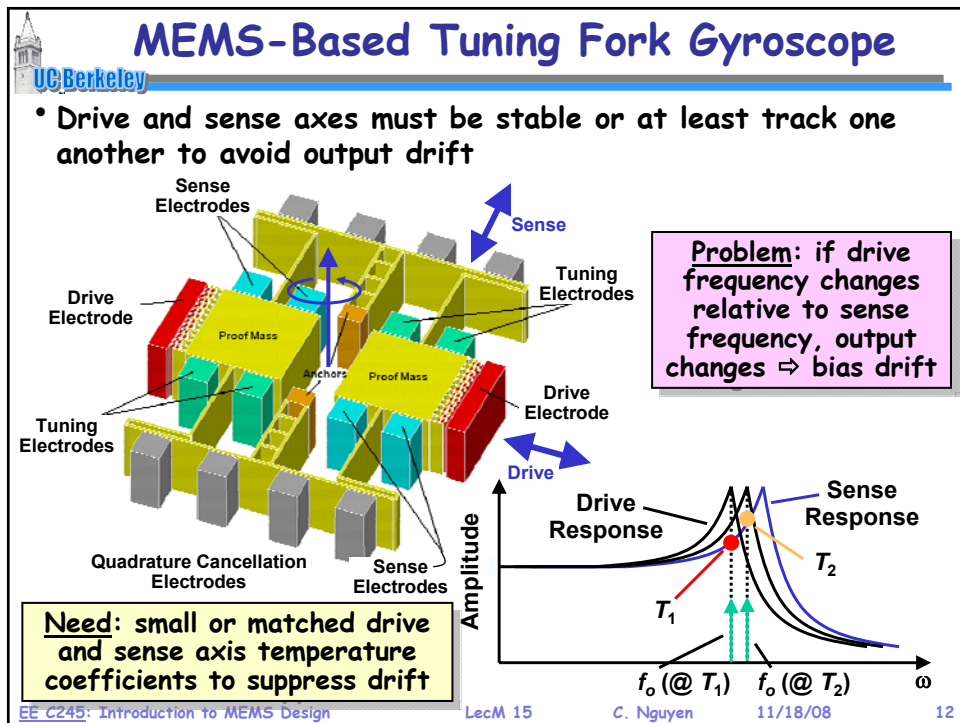 MEMS-Based Tuning Fork Gyroscope
UC Berkeley
• Drive and sense axes must be stable or at least track one
another to avoid output drift
Sense
Electrodes
Sense
Tuning
Electrodes
Drive
Electrode
Proof Mass
Anchors
Proof Mass
Drive
Electrode
Tuning
Electrodes
Drive
Quadrature Cancellation
Electrodes
Sense
Electrodes
Problem: if drive
frequency changes
relative to sense
frequency, output
changes ⇨ bias drift
Amplitude
Drive
Response
Sense
Response
T₂
T₁
fₒ (@ T₁)
fₒ (@ T₂)
ω
Need: small or matched drive
and sense axis temperature
coefficients to suppress drift
EE C245: Introduction to MEMS Design LecM 15 C. Nguyen 11/18/08 12